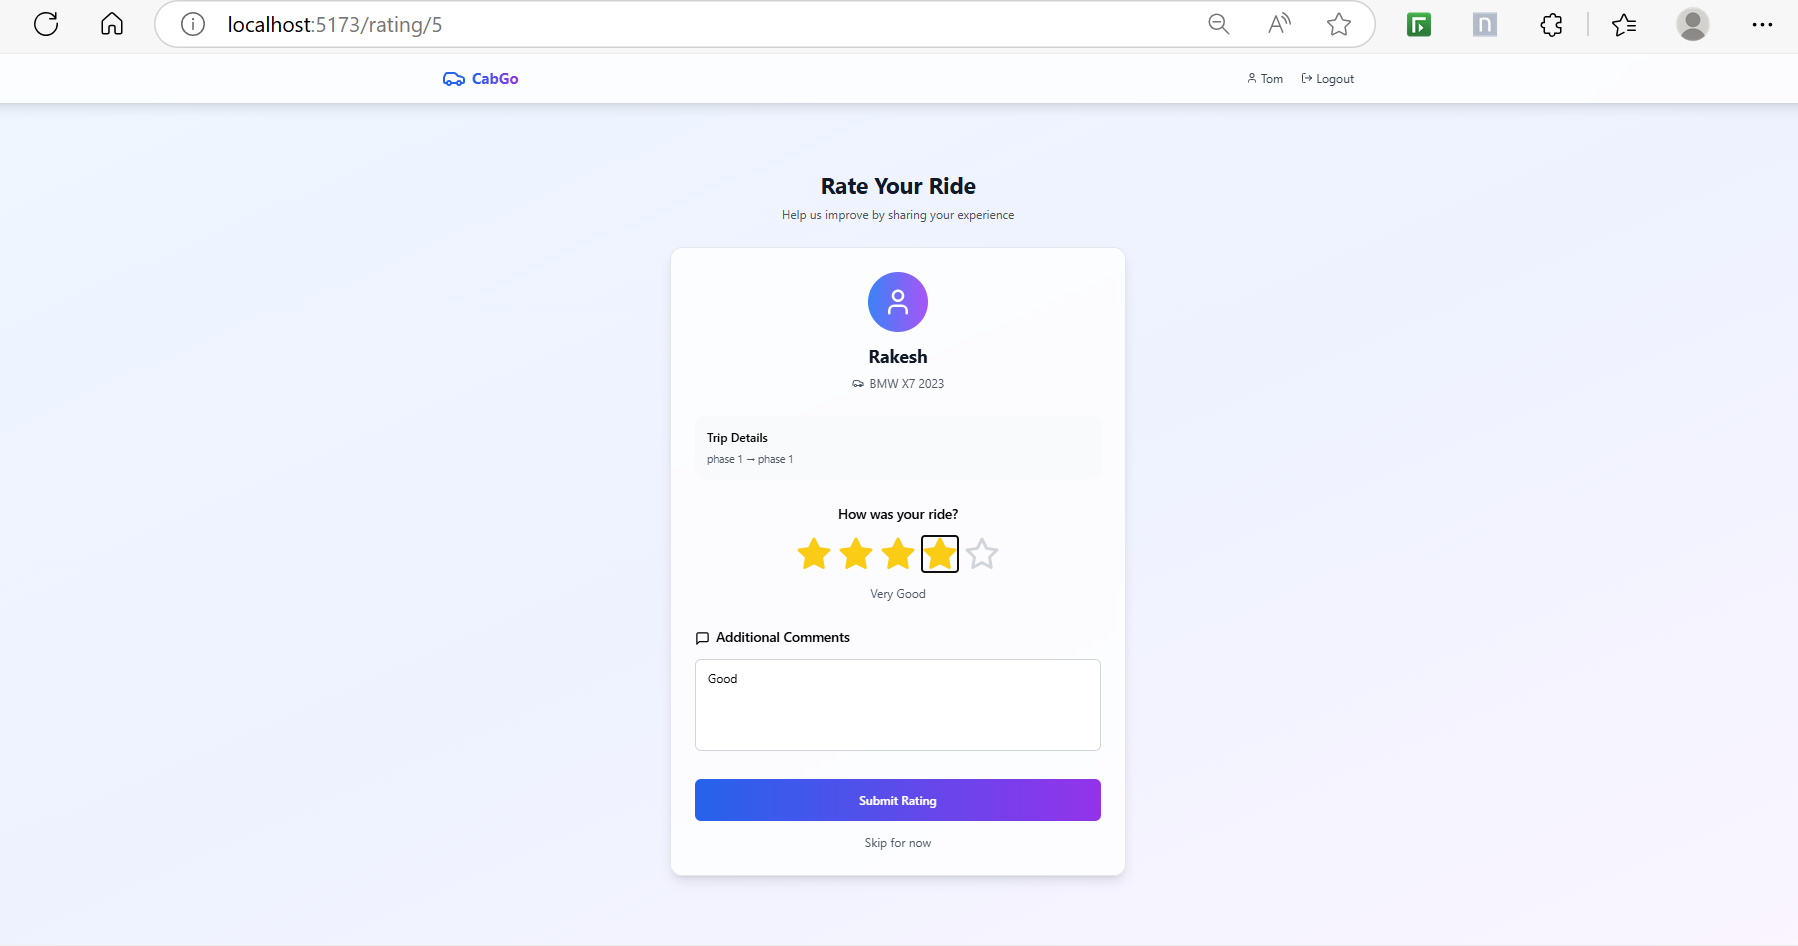 localhost:5173/rating/5
CabGo
Tom
Logout
Rate Your Ride
Help us improve by sharing your experience
Rakesh
BMW X7 2023
Trip Details
phase 1 → phase 1
How was your ride?
Very Good
Additional Comments
Good
Submit Rating
Skip for now